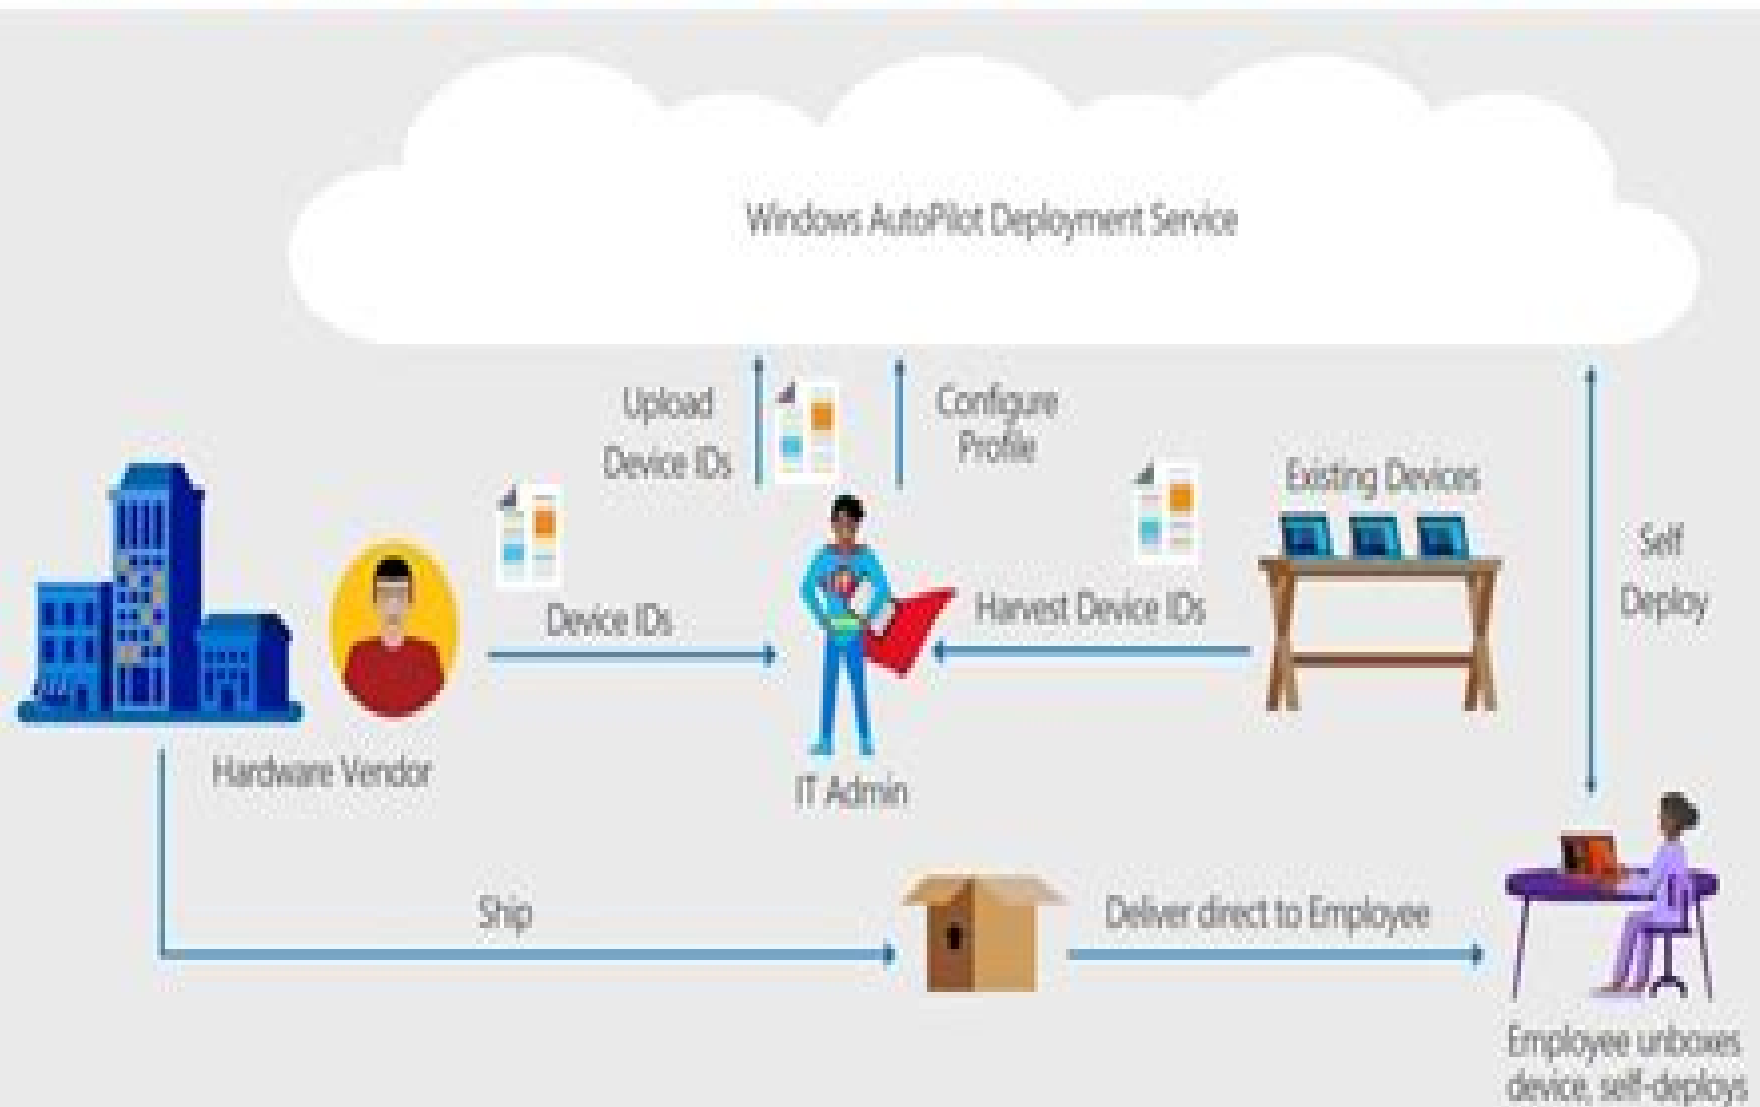 Windows AutoPilot Deployment Service
Upload
Device IDs
Configure
Profile
Existing Devices
Self
Deploy
Device IDs
Harvest Device IDs
Hardware Vendor
IT Admin
Ship
Deliver direct to Employee
Employee unboxes
device, self-deploys